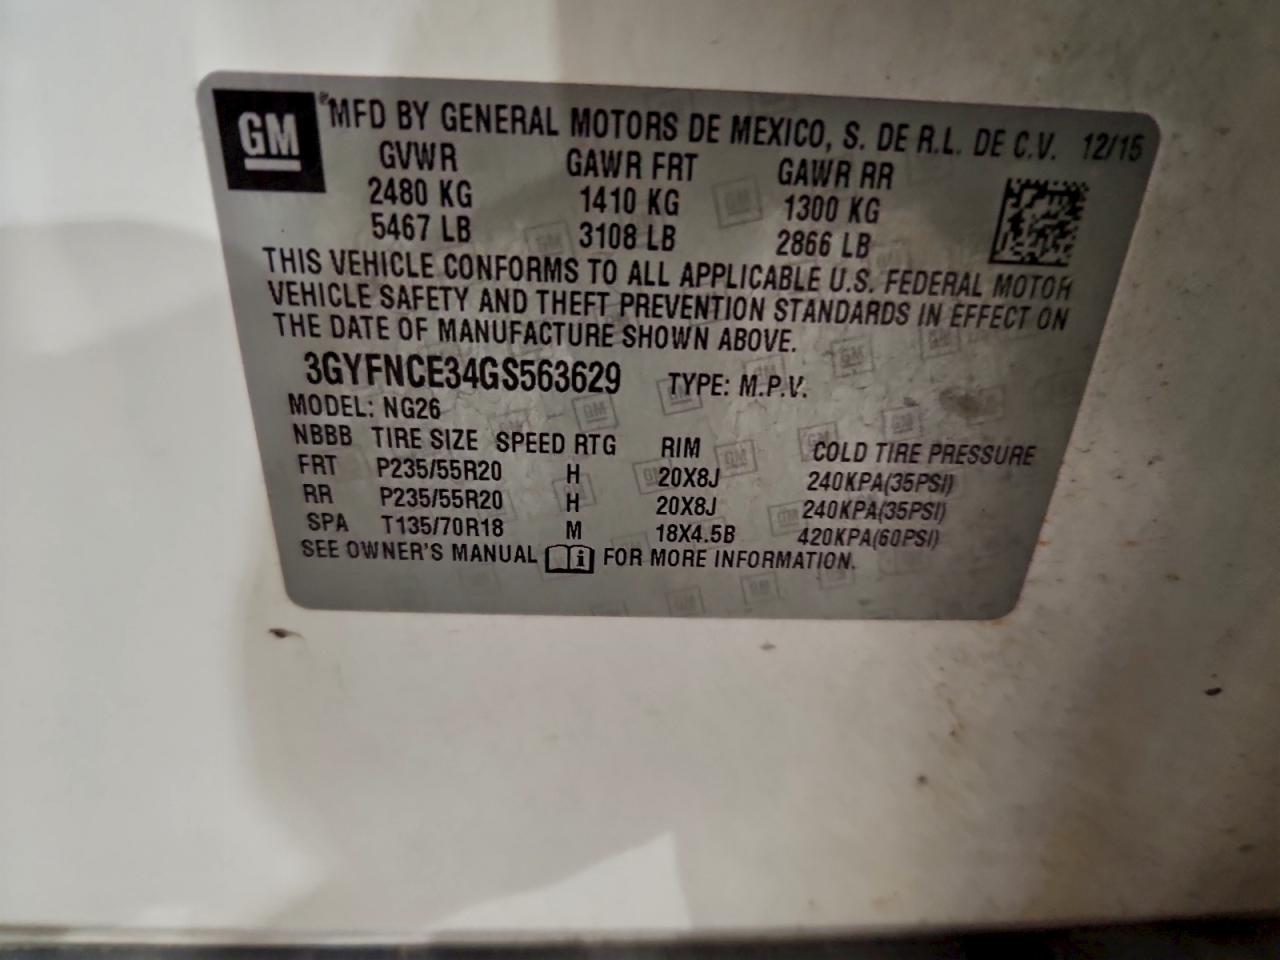 GM
MFD BY GENERAL MOTORS DE MEXICO, S. DE R.L. DE C.V. 12/15
GVWR GAWR FRT GAWR RR
2480 KG 1410 KG 1300 KG
5467 LB 3108 LB 2866 LB
THIS VEHICLE CONFORMS TO ALL APPLICABLE U.S. FEDERAL MOTOR
VEHICLE SAFETY AND THEFT PREVENTION STANDARDS IN EFFECT ON
THE DATE OF MANUFACTURE SHOWN ABOVE.
3GYFNCE34GS563629 TYPE: M.P.V.
MODEL: NG26
NBBB TIRE SIZE SPEED RTG RIM COLD TIRE PRESSURE
FRT P235/55R20 H 20X8J 240KPA(35PSI)
RR P235/55R20 H 20X8J 240KPA(35PSI)
SPA T135/70R18 M 18X4.5B 420KPA(60PSI)
SEE OWNER'S MANUAL FOR MORE INFORMATION.